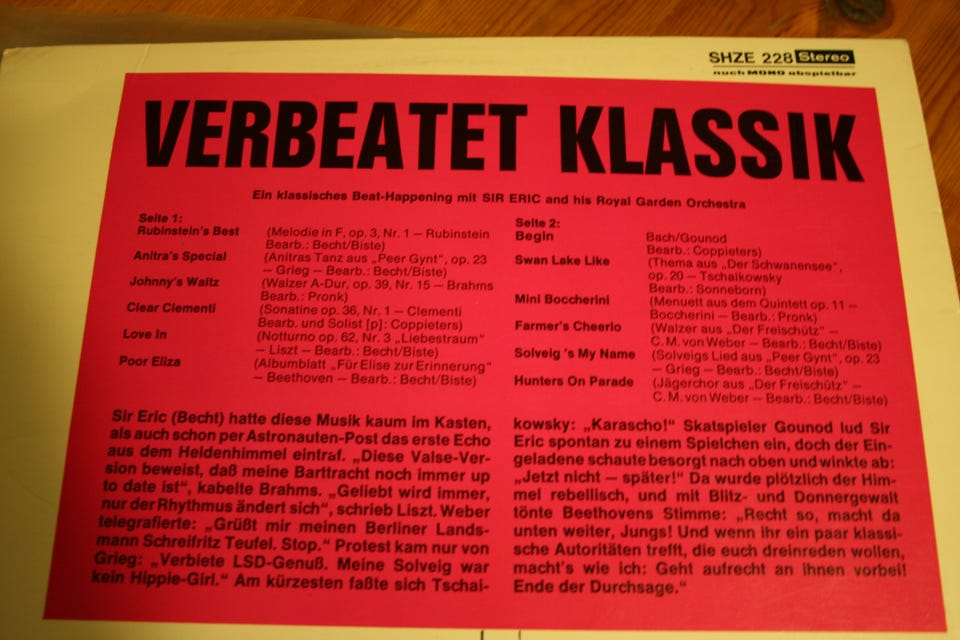 SHZE 228 Stereo
auch MONO abspielbar
VERBEATET KLASSIK
Ein klassisches Beat-Happening mit SIR ERIC and his Royal Garden Orchestra
Seite 1:
Rubinstein's Best (Melodie in F, op. 3, Nr. 1 – Rubinstein
Bearb.: Becht/Biste)
Anitra's Special (Anitras Tanz aus „Peer Gynt“, op. 23
– Grieg – Bearb.: Becht/Biste)
Johnny's Waltz (Walzer A-Dur, op. 39, Nr. 15 – Brahms
Bearb.: Pronk)
Clear Clementi (Sonatine op. 36, Nr. 1 – Clementi
Bearb. und Solist [p]: Coppieters)
Love In (Notturno op. 62, Nr. 3 „Liebestraum“
– Liszt – Bearb.: Becht/Biste)
Poor Eliza (Albumblatt „Für Elise zur Erinnerung“
– Beethoven – Bearb.: Becht/Biste)
Seite 2:
Begin Bach/Gounod
Bearb.: Coppieters)
Swan Lake Like (Thema aus „Der Schwanensee“,
op. 20 – Tschaikowsky
Bearb.: Sonneborn)
Mini Boccherini (Menuett aus dem Quintett op. 11 –
Boccherini – Bearb.: Pronk)
Farmer's Cheerio (Walzer aus „Der Freischütz“ –
C. M. von Weber – Bearb.: Becht/Biste)
Solveig 's My Name (Solveigs Lied aus „Peer Gynt“, op. 23
– Grieg – Bearb.: Becht/Biste)
Hunters On Parade (Jägerchor aus „Der Freischütz“ –
C. M. von Weber – Bearb.: Becht/Biste)
Sir Eric (Becht) hatte diese Musik kaum im Kasten,
als auch schon per Astronauten-Post das erste Echo
aus dem Heldenhimmel eintraf. „Diese Valse-Ver-
sion beweist, daß meine Barttracht noch immer up
to date ist“, kabelte Brahms. „Geliebt wird immer,
nur der Rhythmus ändert sich“, schrieb Liszt. Weber
telegrafierte: „Grüßt mir meinen Berliner Lands-
mann Schreifritz Teufel. Stop.“ Protest kam nur von
Grieg: „Verbiete LSD-Genuß. Meine Solveig war
kein Hippie-Girl.“ Am kürzesten faßte sich Tschai-
kowsky: „Karascho!“ Skatspieler Gounod lud Sir
Eric spontan zu einem Spielchen ein, doch der Ein-
geladene schaute besorgt nach oben und winkte ab:
„Jetzt nicht – später!“ Da wurde plötzlich der Him-
mel rebellisch, und mit Blitz- und Donnergewalt
tönte Beethovens Stimme: „Recht so, macht da
unten weiter, Jungs! Und wenn ihr ein paar klassi-
sche Autoritäten trefft, die euch dreinreden wollen,
macht's wie ich: Geht aufrecht an ihnen vorbei!
Ende der Durchsage.“